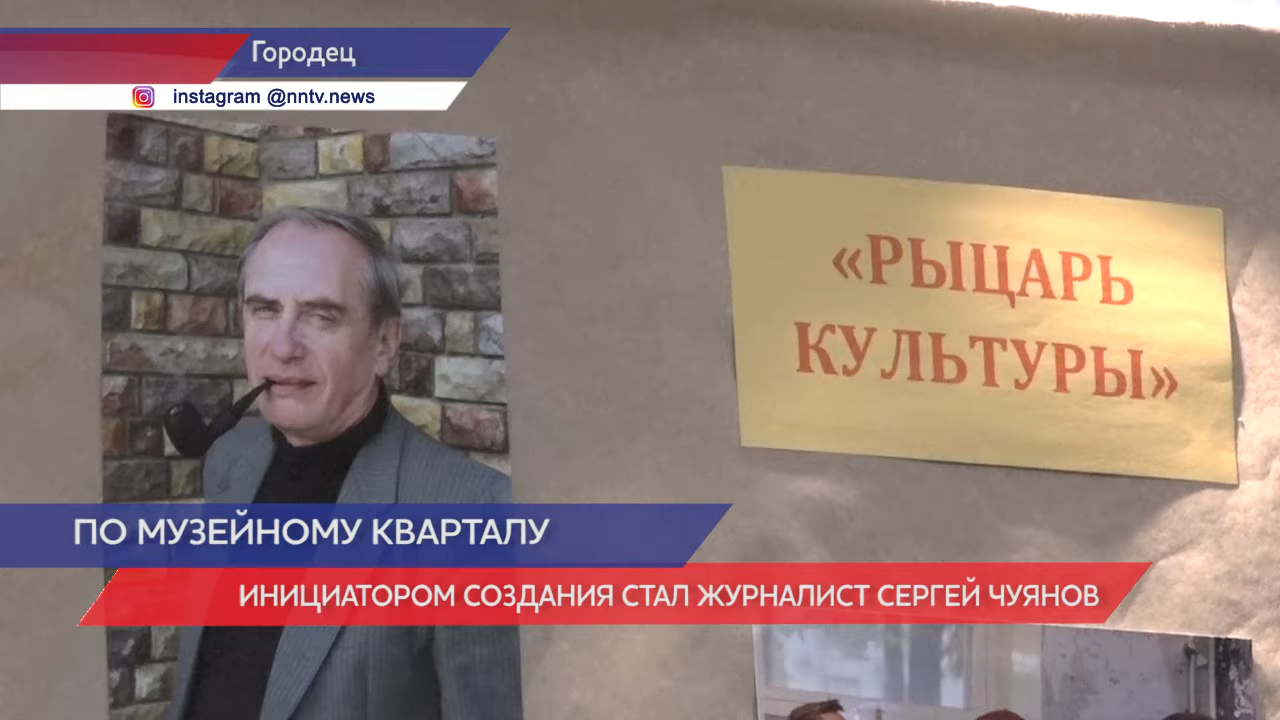 Городец
instagram @nntv.news
«РЫЦАРЬ
КУЛЬТУРЫ»
ПО МУЗЕЙНОМУ КВАРТАЛУ
ИНИЦИАТОРОМ СОЗДАНИЯ СТАЛ ЖУРНАЛИСТ СЕРГЕЙ ЧУЯНОВ